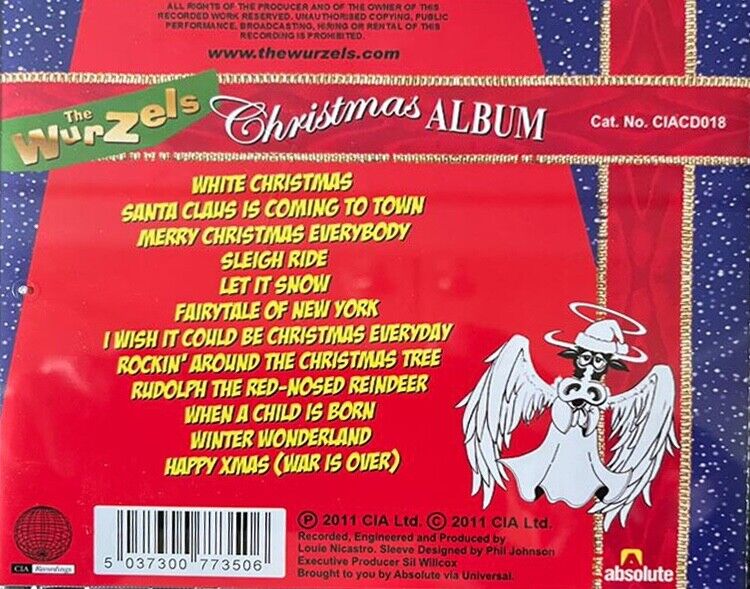 ALL RIGHTS OF THE PRODUCER AND OF THE OWNER OF THIS
RECORDED WORK RESERVED. UNAUTHORISED COPYING, PUBLIC
PERFORMANCE, BROADCASTING, HIRING OR RENTAL OF THIS
RECORDING IS PROHIBITED.
www.thewurzels.com
The
Wurzels
Christmas ALBUM
Cat. No. CIACD018
WHITE CHRISTMAS
SANTA CLAUS IS COMING TO TOWN
MERRY CHRISTMAS EVERYBODY
SLEIGH RIDE
LET IT SNOW
FAIRYTALE OF NEW YORK
I WISH IT COULD BE CHRISTMAS EVERYDAY
ROCKIN' AROUND THE CHRISTMAS TREE
RUDOLPH THE RED-NOSED REINDEER
WHEN A CHILD IS BORN
WINTER WONDERLAND
HAPPY XMAS (WAR IS OVER)
CIA Recordings
5 037300 773506
℗ 2011 CIA Ltd. © 2011 CIA Ltd.
Recorded, Engineered and Produced by
Louie Nicastro. Sleeve Designed by Phil Johnson
Executive Producer Sil Willcox
Brought to you by Absolute via Universal.
absolute